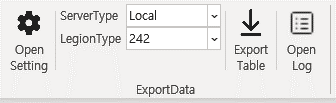 ServerType Local
LegionType 242
Open Setting
Export Table
Open Log
ExportData